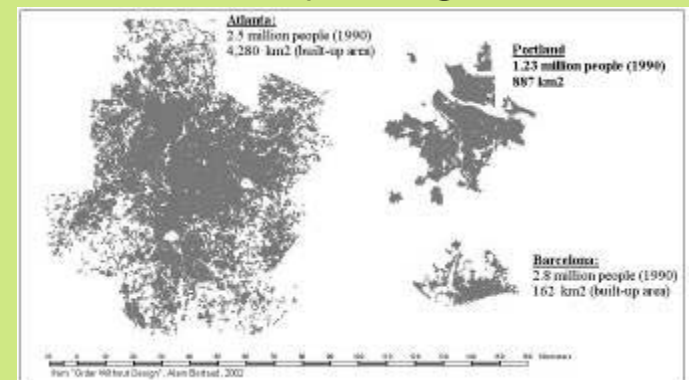 Atlanta:
2.5 million people (1990)
4,280 km2 (built-up area)
Portland
1.23 million people (1990)
887 km2
Barcelona:
2.8 million people (1990)
162 km2 (built-up area)
from "Order Without Design", Alain Bertaud, 2002